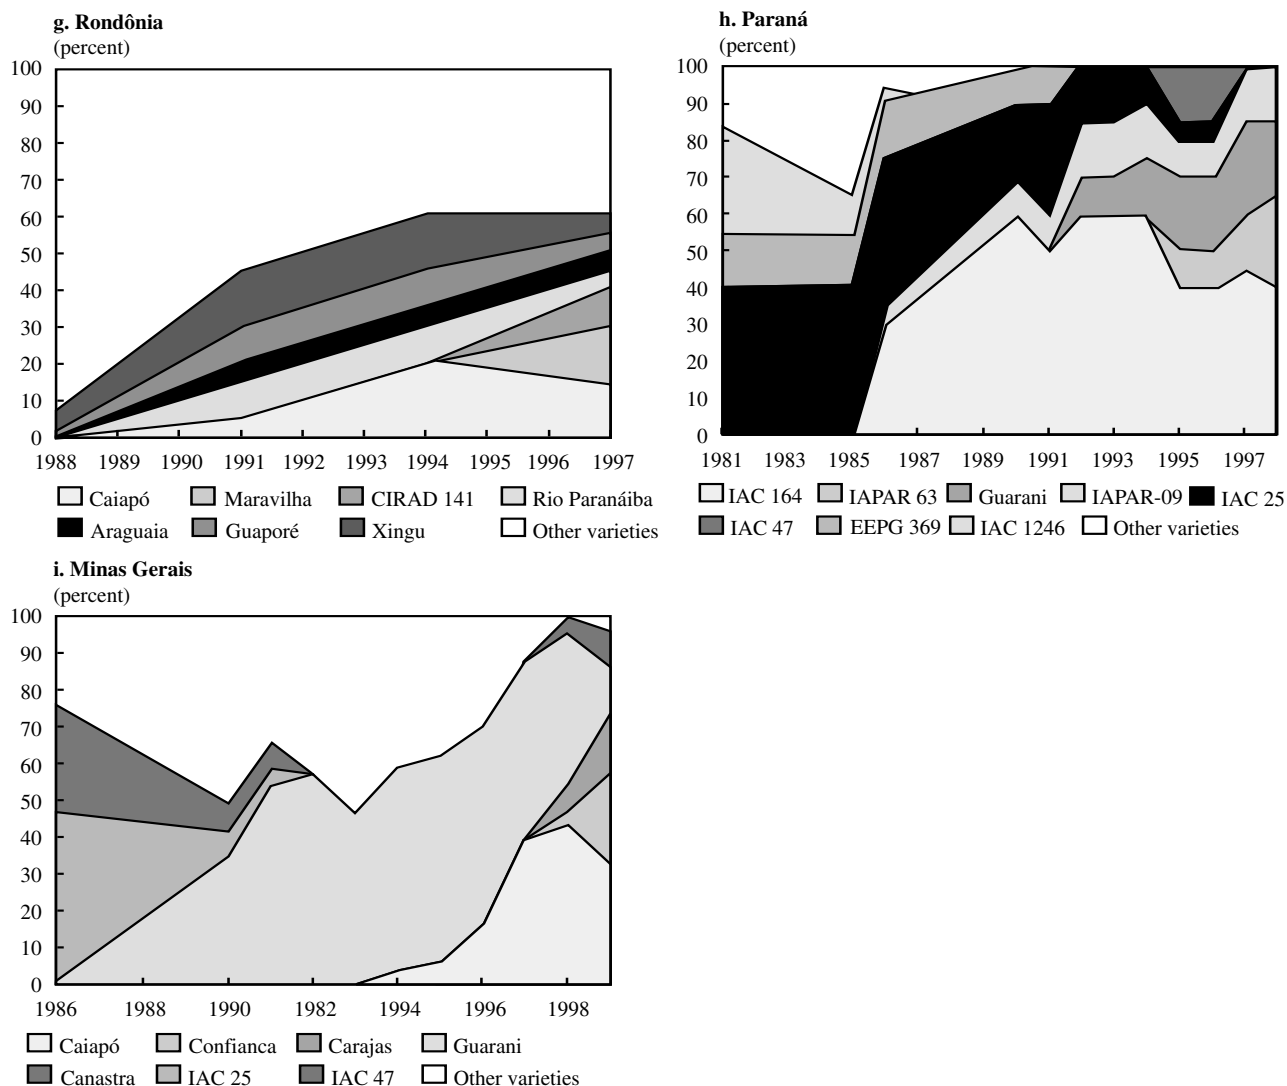 g. Rondônia
(percent)
100
90
80
70
60
50
40
30
20
10
0
1988 1989 1990 1991 1992 1993 1994 1995 1996 1997
Caiapó Maravilha CIRAD 141 Rio Paranáiba
Araguaia Guaporé Xingu Other varieties
h. Paraná
(percent)
100
90
80
70
60
50
40
30
20
10
0
1981 1983 1985 1987 1989 1991 1993 1995 1997
IAC 164 IAPAR 63 Guarani IAPAR-09 IAC 25
IAC 47 EEPG 369 IAC 1246 Other varieties
i. Minas Gerais
(percent)
100
90
80
70
60
50
40
30
20
10
0
1986 1988 1990 1982 1994 1996 1998
Caiapó Confianca Carajas Guarani
Canastra IAC 25 IAC 47 Other varieties